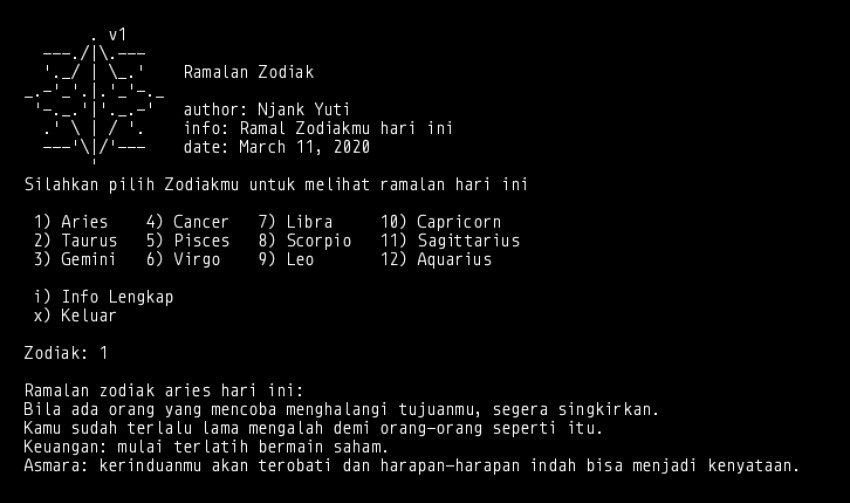 v1
Ramalan Zodiak
author: Njank Yuti
info: Ramal Zodiakmu hari ini
date: March 11, 2020
Silahkan pilih Zodiakmu untuk melihat ramalan hari ini
1) Aries 4) Cancer 7) Libra 10) Capricorn
2) Taurus 5) Pisces 8) Scorpio 11) Sagittarius
3) Gemini 6) Virgo 9) Leo 12) Aquarius
i) Info Lengkap
x) Keluar
Zodiak: 1
Ramalan zodiak aries hari ini:
Bila ada orang yang mencoba menghalangi tujuanmu, segera singkirkan.
Kamu sudah terlalu lama mengalah demi orang-orang seperti itu.
Keuangan: mulai terlatih bermain saham.
Asmara: kerinduanmu akan terobati dan harapan-harapan indah bisa menjadi kenyataan.